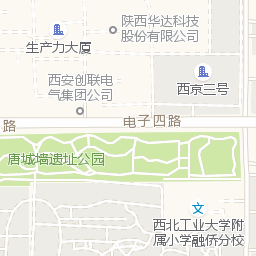 陕西华达科技
股份有限公司
生产力大厦
西安创联电
气集团公司
西京三号
电子四路
路
唐城墙遗址公园
西北工业大学附
属小学融侨分校